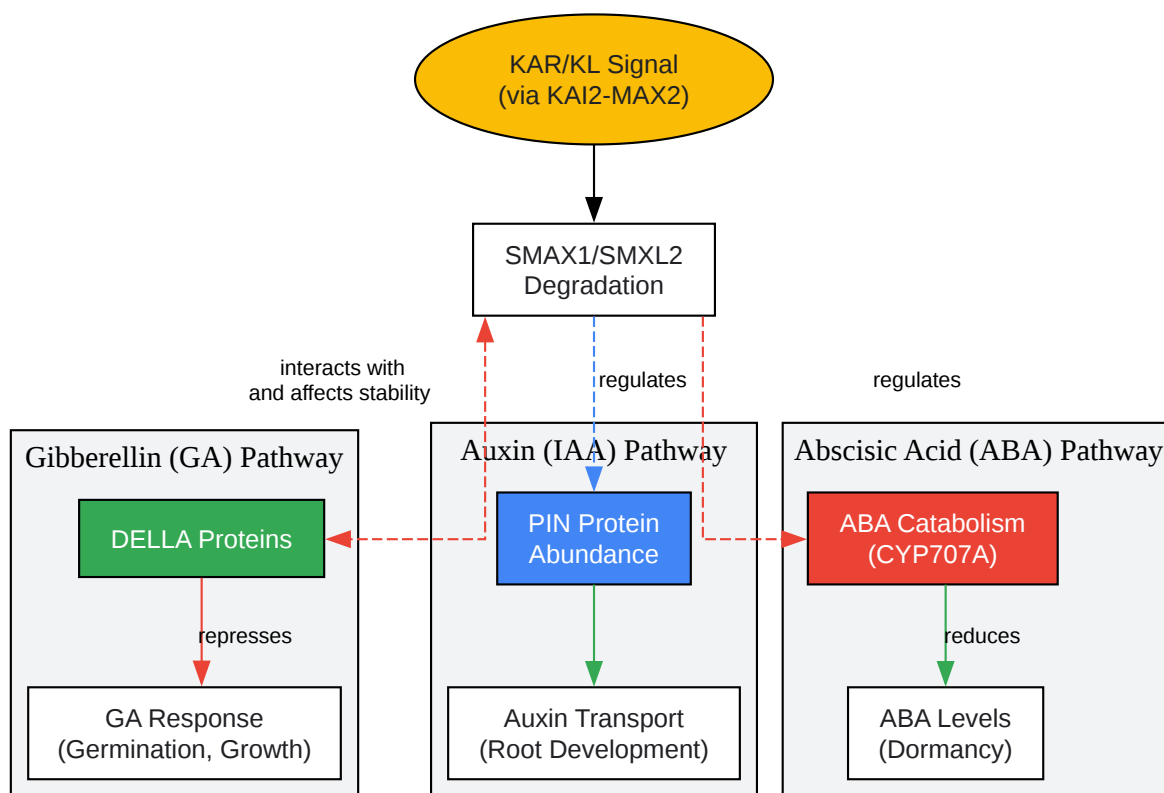 KAR/KL Signal
(via KAI2-MAX2)
SMAX1/SMXL2
Degradation
interacts with
and affects stability
regulates
regulates
Gibberellin (GA) Pathway
Auxin (IAA) Pathway
Abscisic Acid (ABA) Pathway
DELLA Proteins
PIN Protein
Abundance
ABA Catabolism
(CYP707A)
represses
reduces
GA Response
(Germination, Growth)
Auxin Transport
(Root Development)
ABA Levels
(Dormancy)